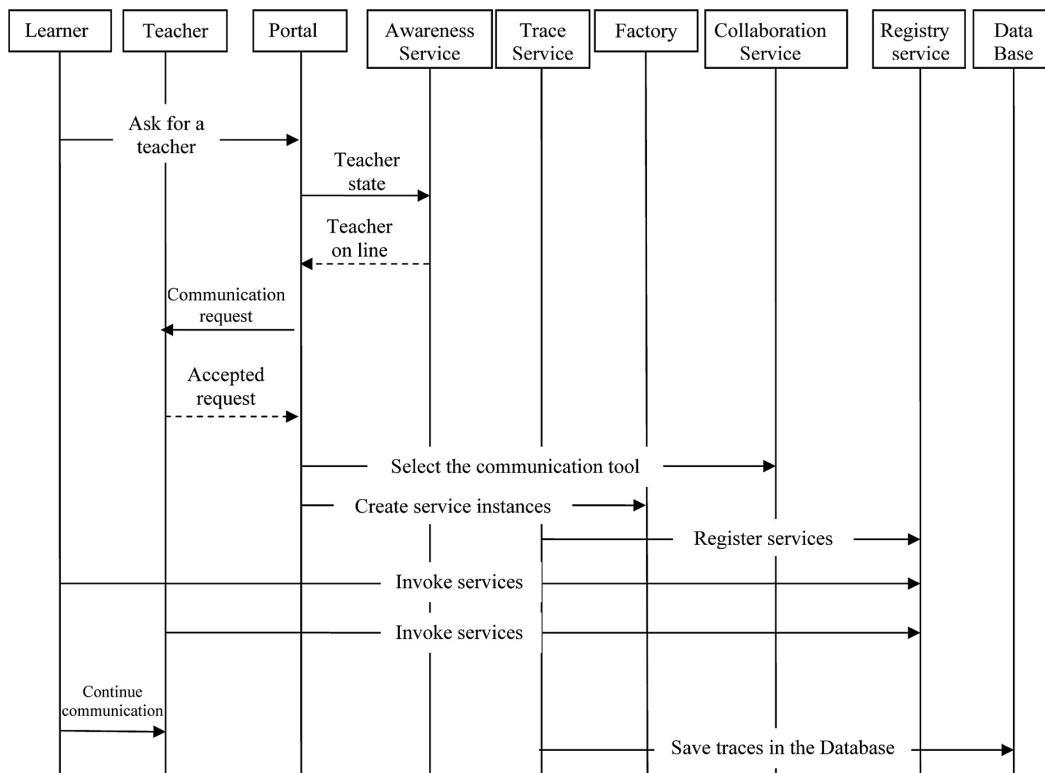 Learner
Teacher
Portal
Awareness
Service
Trace
Service
Factory
Collaboration
Service
Registry
service
Data
Base
Ask for a
teacher
Teacher
state
Teacher
on line
Communication
request
Accepted
request
Select the communication tool
Create service instances
Register services
Invoke services
Invoke services
Continue
communication
Save traces in the Database